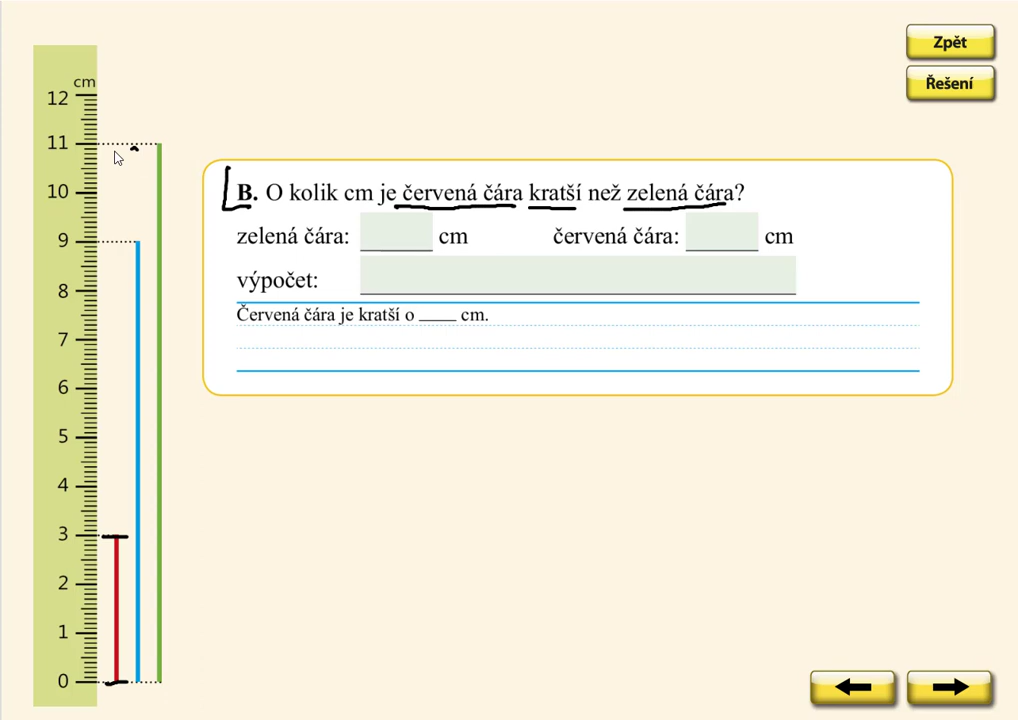 Zpět
Řešení
cm
12
11
10
9
8
7
6
5
4
3
2
1
0
B. O kolik cm je červená čára kratší než zelená čára?
zelená čára: cm červená čára: cm
výpočet:
Červená čára je kratší o ____ cm.